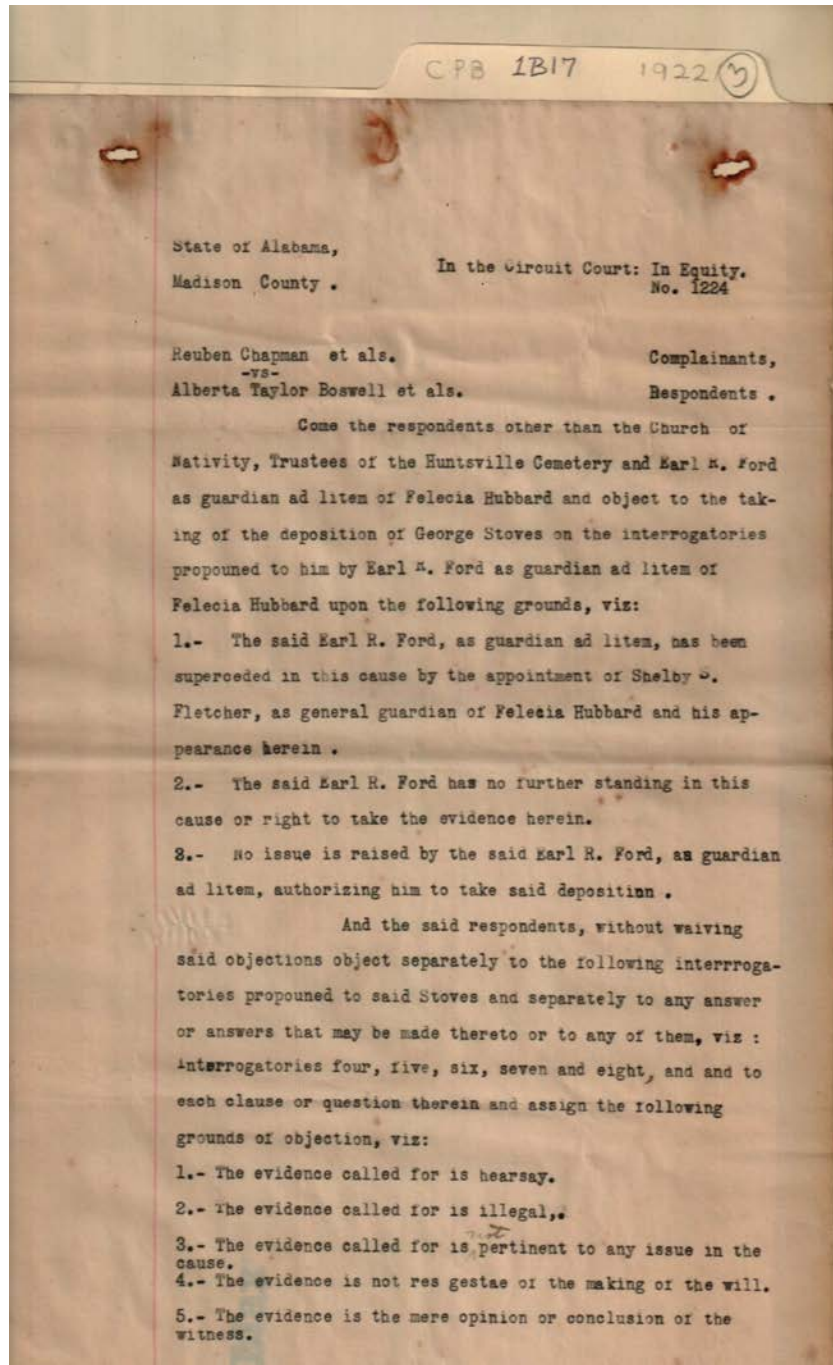 CPB 1B17 1922 3
State of Alabama,
In the Circuit Court: In Equity.
Madison County .
No. 1224
Reuben Chapman et als. Complainants,
-vs-
Alberta Taylor Boswell et als. Respondents .
Come the respondents other than the Church of
Nativity, Trustees of the Huntsville Cemetery and Earl R. Ford
as guardian ad litem of Felecia Hubbard and object to the tak-
ing of the deposition of George Stoves on the interrogatories
propouned to him by Earl R. Ford as guardian ad litem of
Felecia Hubbard upon the following grounds, viz:
1.- The said Earl R. Ford, as guardian ad litem, has been
superceded in this cause by the appointment of Shelby S.
Fletcher, as general guardian of Felecia Hubbard and his ap-
pearance herein .
2.- The said Earl R. Ford has no further standing in this
cause or right to take the evidence herein.
3.- No issue is raised by the said Earl R. Ford, as guardian
ad litem, authorizing him to take said deposition .
And the said respondents, without waiving
said objections object separately to the following interrroga-
tories propouned to said Stoves and separately to any answer
or answers that may be made thereto or to any of them, viz :
interrogatories four, five, six, seven and eight, and and to
each clause or question therein and assign the following
grounds of objection, viz:
1.- The evidence called for is hearsay.
2.- The evidence called for is illegal,.
3.- The evidence called for is not pertinent to any issue in the
cause.
4.- The evidence is not res gestae of the making of the will.
5.- The evidence is the mere opinion or conclusion of the
witness.